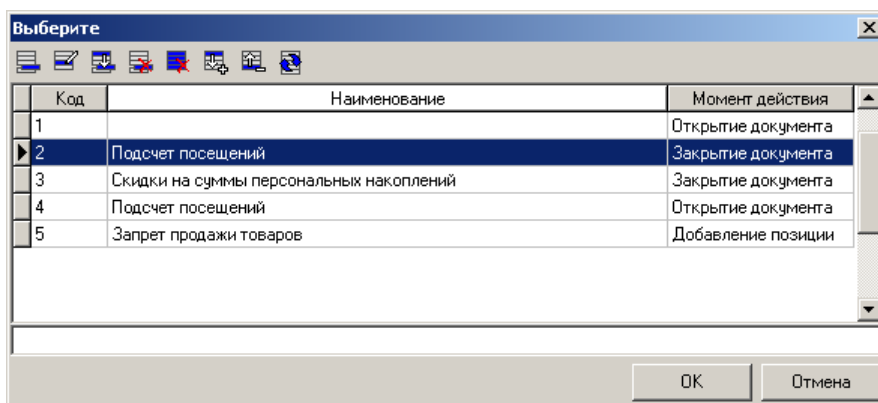 Выберите
Код Наименование Момент действия
1 Открытие документа
2 Подсчет посещений Закрытие документа
3 Скидки на суммы персональных накоплений Закрытие документа
4 Подсчет посещений Открытие документа
5 Запрет продажи товаров Добавление позиции
OK Отмена